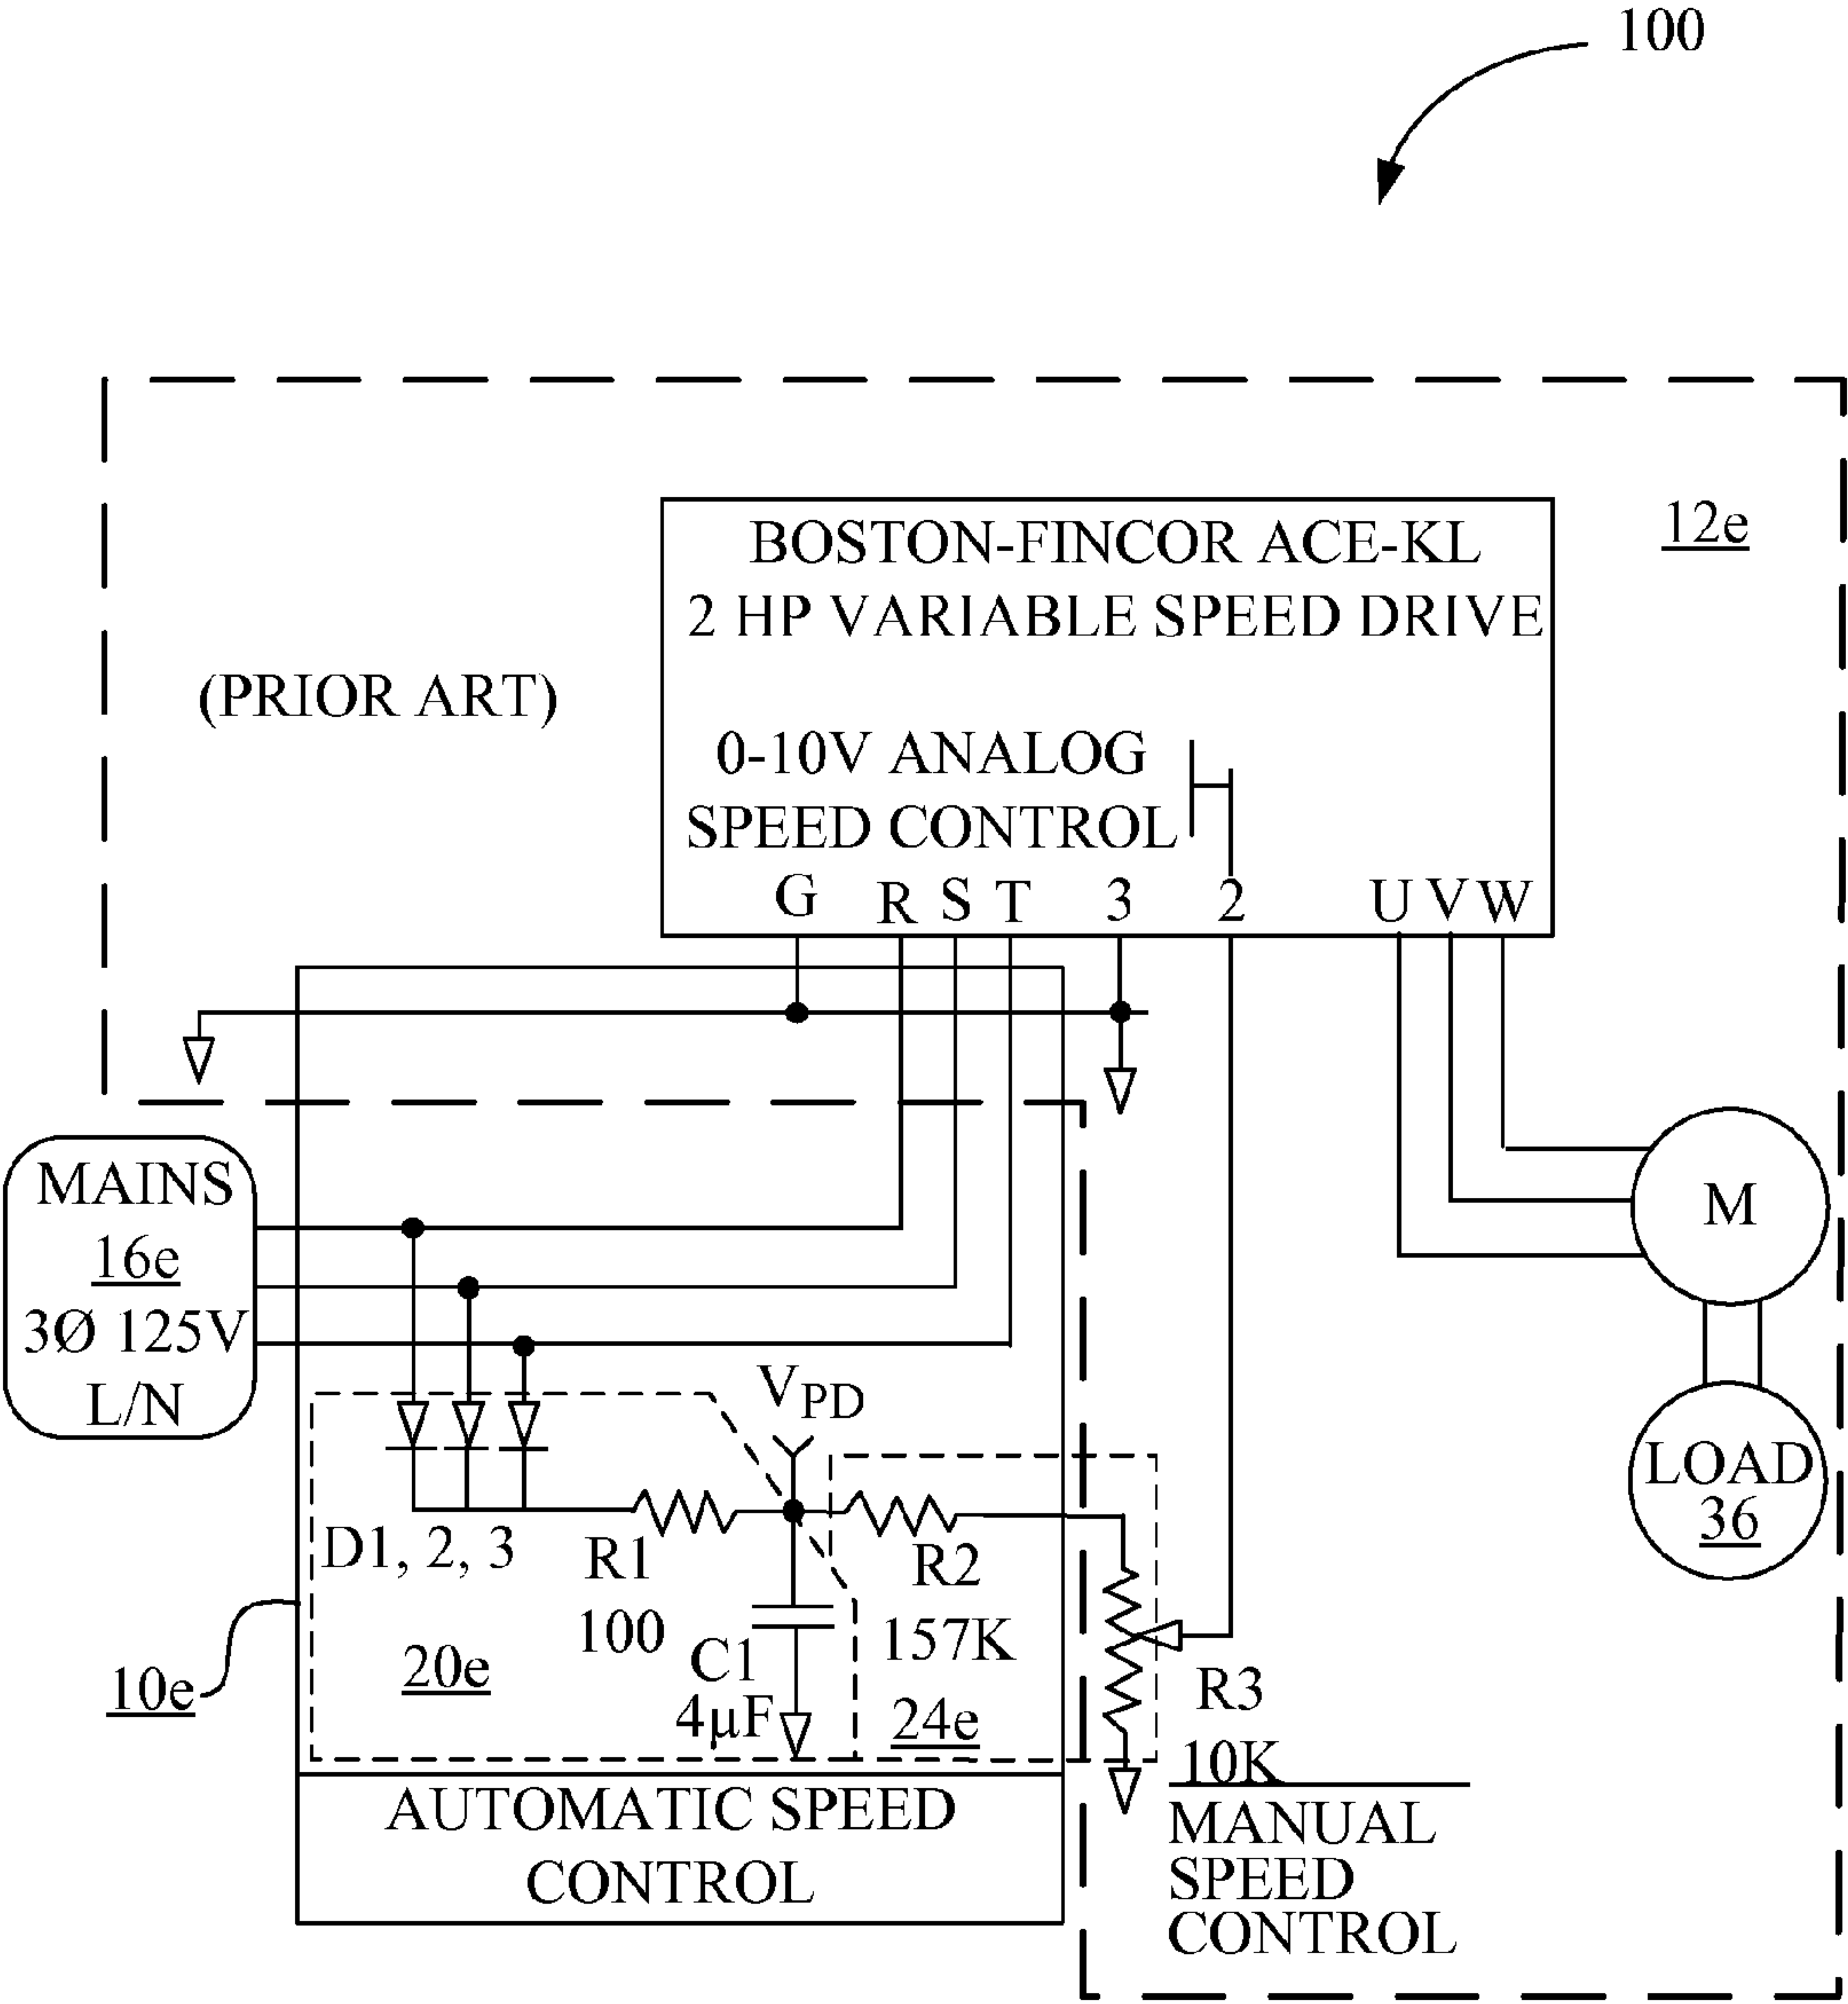 100
BOSTON-FINCOR ACE-KL
2 HP VARIABLE SPEED DRIVE
12e
(PRIOR ART)
0-10V ANALOG
SPEED CONTROL
G R S T 3 2 U V W
MAINS
16e
3Ø 125V
L/N
M
LOAD
36
VPD
D1, 2, 3
R1
100
R2
157K
C1
4µF
20e
24e
10e
R3
10K
MANUAL
SPEED
CONTROL
AUTOMATIC SPEED
CONTROL